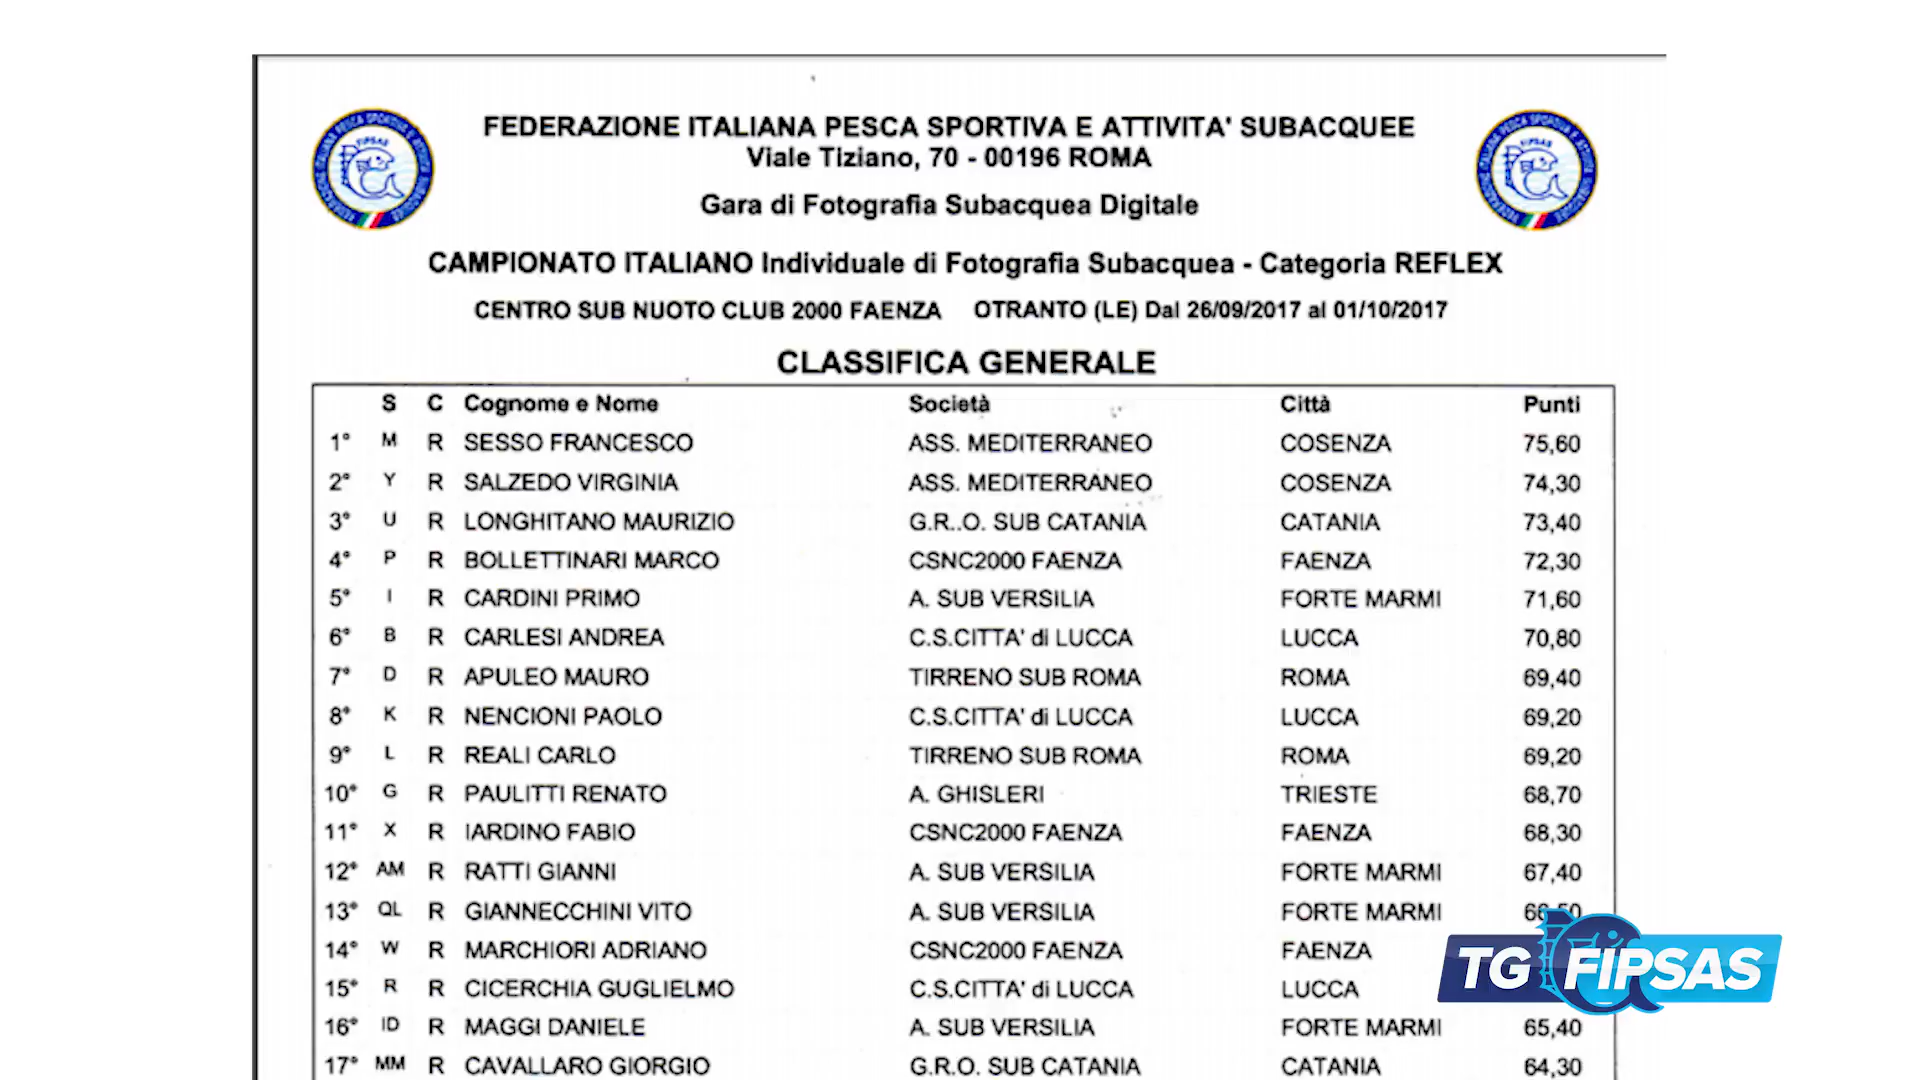 FEDERAZIONE ITALIANA PESCA SPORTIVA E ATTIVITA' SUBACQUEE
Viale Tiziano, 70 - 00196 ROMA
FIPSAS
FIPSAS
Gara di Fotografia Subacquea Digitale
CAMPIONATO ITALIANO Individuale di Fotografia Subacquea - Categoria REFLEX
CENTRO SUB NUOTO CLUB 2000 FAENZA OTRANTO (LE) Dal 26/09/2017 al 01/10/2017
CLASSIFICA GENERALE
S C Cognome e Nome Società Città Punti
1° M R SESSO FRANCESCO ASS. MEDITERRANEO COSENZA 75,60
2° Y R SALZEDO VIRGINIA ASS. MEDITERRANEO COSENZA 74,30
3° U R LONGHITANO MAURIZIO G.R..O. SUB CATANIA CATANIA 73,40
4° P R BOLLETTINARI MARCO CSNC2000 FAENZA FAENZA 72,30
5° I R CARDINI PRIMO A. SUB VERSILIA FORTE MARMI 71,60
6° B R CARLESI ANDREA C.S.CITTA' di LUCCA LUCCA 70,80
7° D R APULEO MAURO TIRRENO SUB ROMA ROMA 69,40
8° K R NENCIONI PAOLO C.S.CITTA' di LUCCA LUCCA 69,20
9° L R REALI CARLO TIRRENO SUB ROMA ROMA 69,20
10° G R PAULITTI RENATO A. GHISLERI TRIESTE 68,70
11° X R IARDINO FABIO CSNC2000 FAENZA FAENZA 68,30
12° AM R RATTI GIANNI A. SUB VERSILIA FORTE MARMI 67,40
13° QL R GIANNECCHINI VITO A. SUB VERSILIA FORTE MARMI
14° W R MARCHIORI ADRIANO CSNC2000 FAENZA FAENZA
15° R R CICERCHIA GUGLIELMO C.S.CITTA' di LUCCA LUCCA
16° ID R MAGGI DANIELE A. SUB VERSILIA FORTE MARMI 65,40
17° MM R CAVALLARO GIORGIO G.R.O. SUB CATANIA CATANIA 64,30
TG FIPSAS